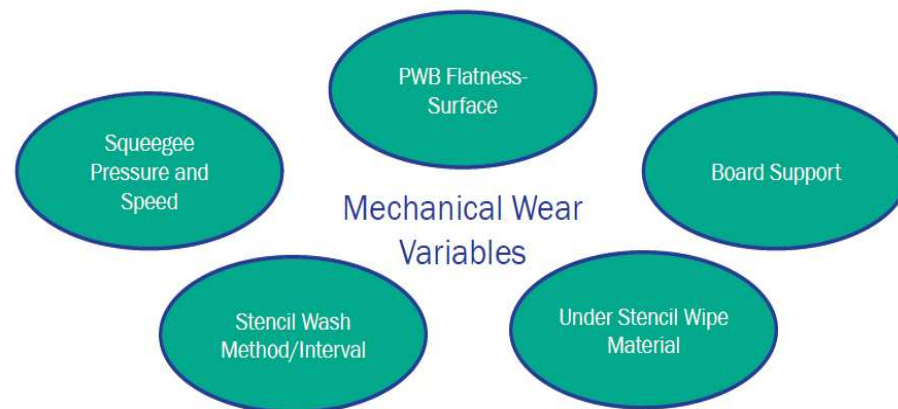 PWB Flatness-
Surface
Squeegee
Pressure and
Speed
Board Support
Mechanical Wear
Variables
Stencil Wash
Method/Interval
Under Stencil Wipe
Material